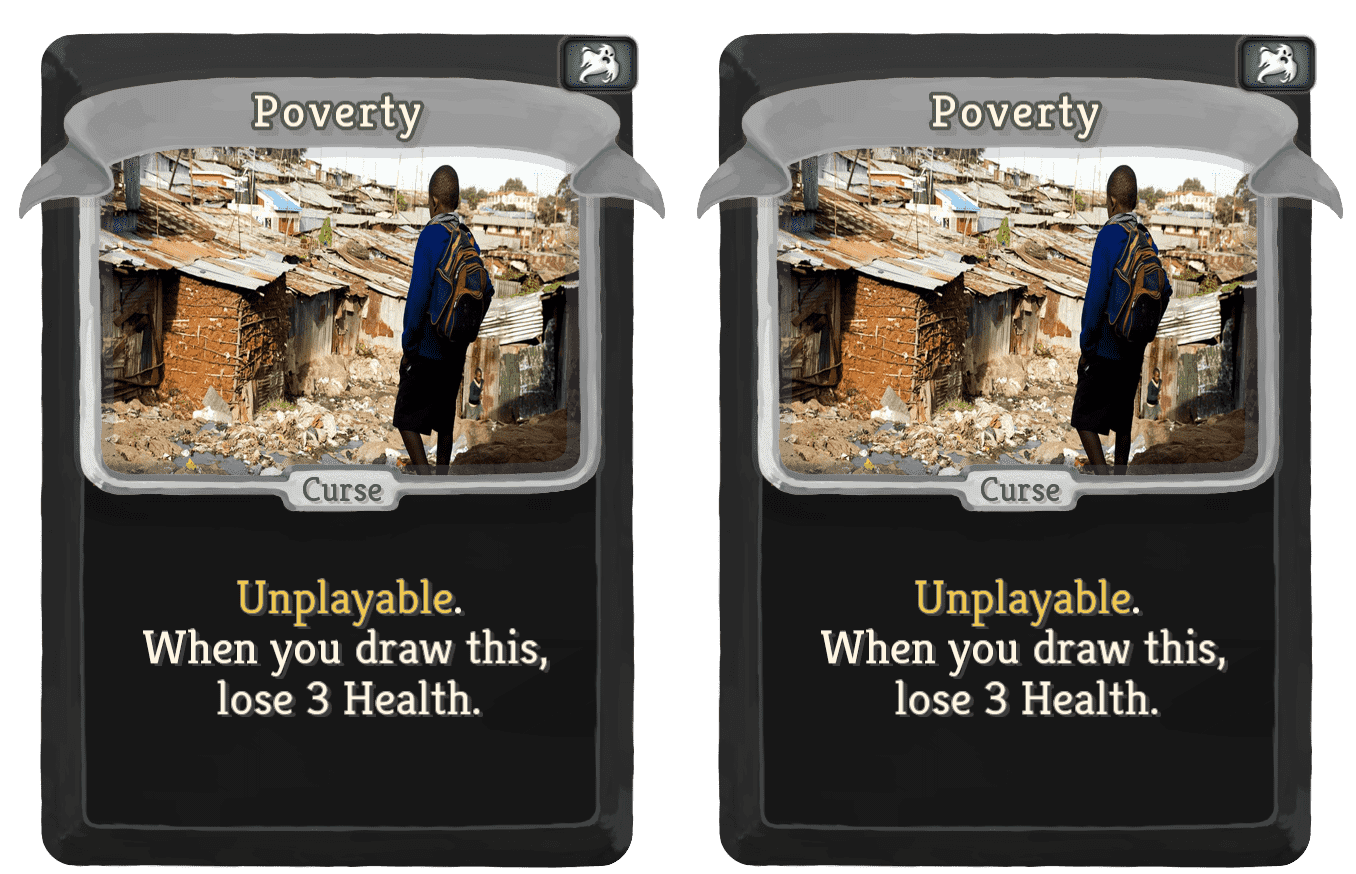 Poverty
Curse
Unplayable.
When you draw this,
lose 3 Health.
Poverty
Curse
Unplayable.
When you draw this,
lose 3 Health.